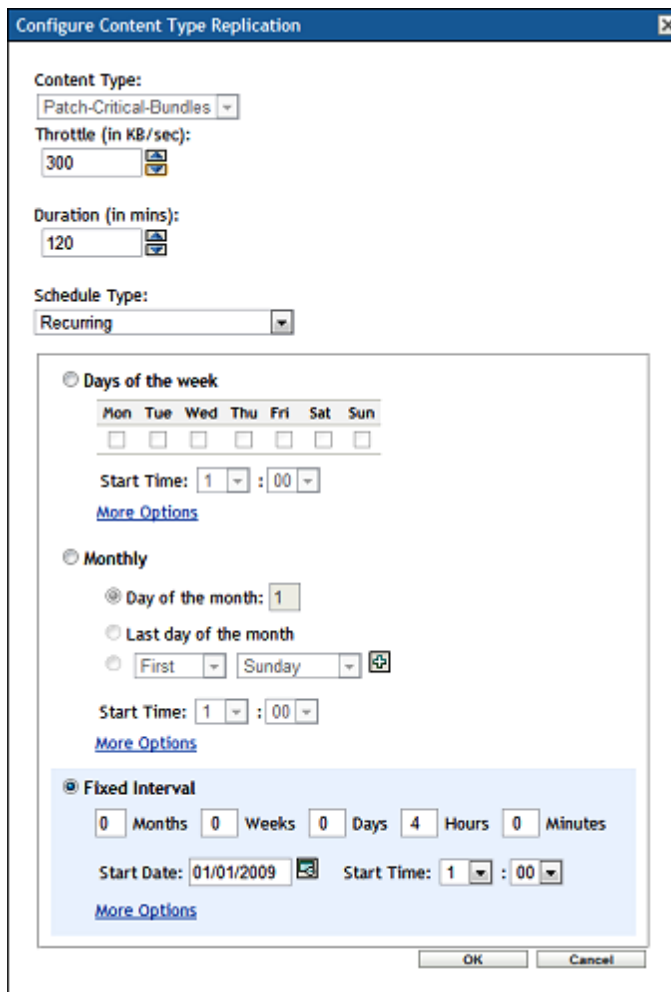 Configure Content Type Replication
Content Type:
Patch-Critical-Bundles
Throttle (in KB/sec):
300
Duration (in mins):
120
Schedule Type:
Recurring
Days of the week
Mon Tue Wed Thu Fri Sat Sun
Start Time: 1 : 00
More Options
Monthly
Day of the month: 1
Last day of the month
First Sunday
Start Time: 1 : 00
More Options
Fixed Interval
0 Months 0 Weeks 0 Days 4 Hours 0 Minutes
Start Date: 01/01/2009 Start Time: 1 : 00
More Options
OK Cancel